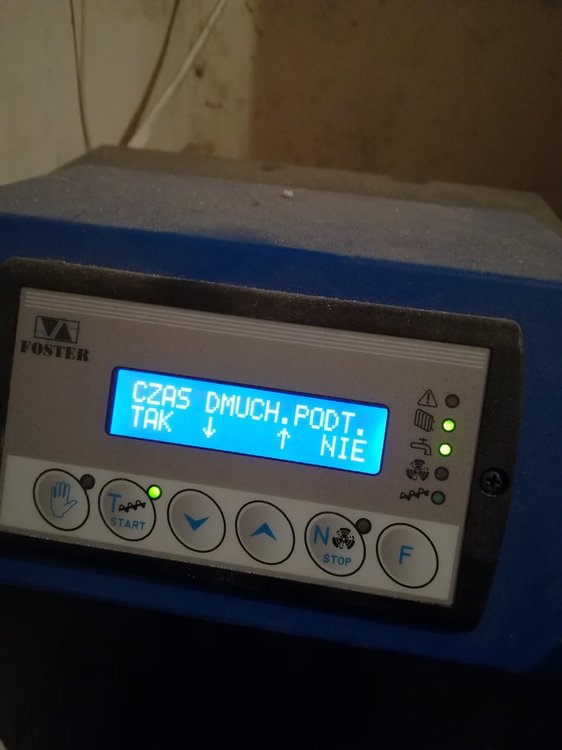 FOSTER
CZAS DMUCH.PODT.
TAK ↓ ↑ NIE
T START
N STOP
F